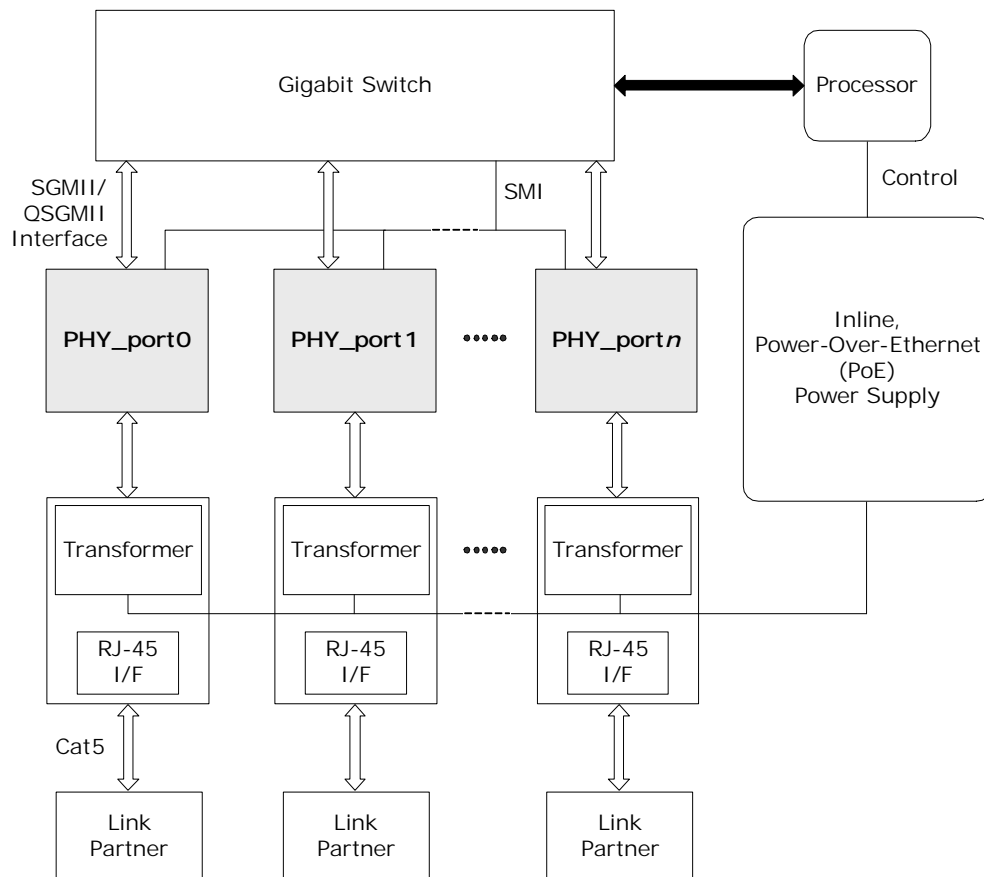 Gigabit Switch
Processor
SGMII/
QSGMII
Interface
SMI
Control
PHY_port0
PHY_port1
PHY_portn
Inline,
Power-Over-Ethernet
(PoE)
Power Supply
Transformer
Transformer
Transformer
RJ-45
I/F
RJ-45
I/F
RJ-45
I/F
Cat5
Link
Partner
Link
Partner
Link
Partner